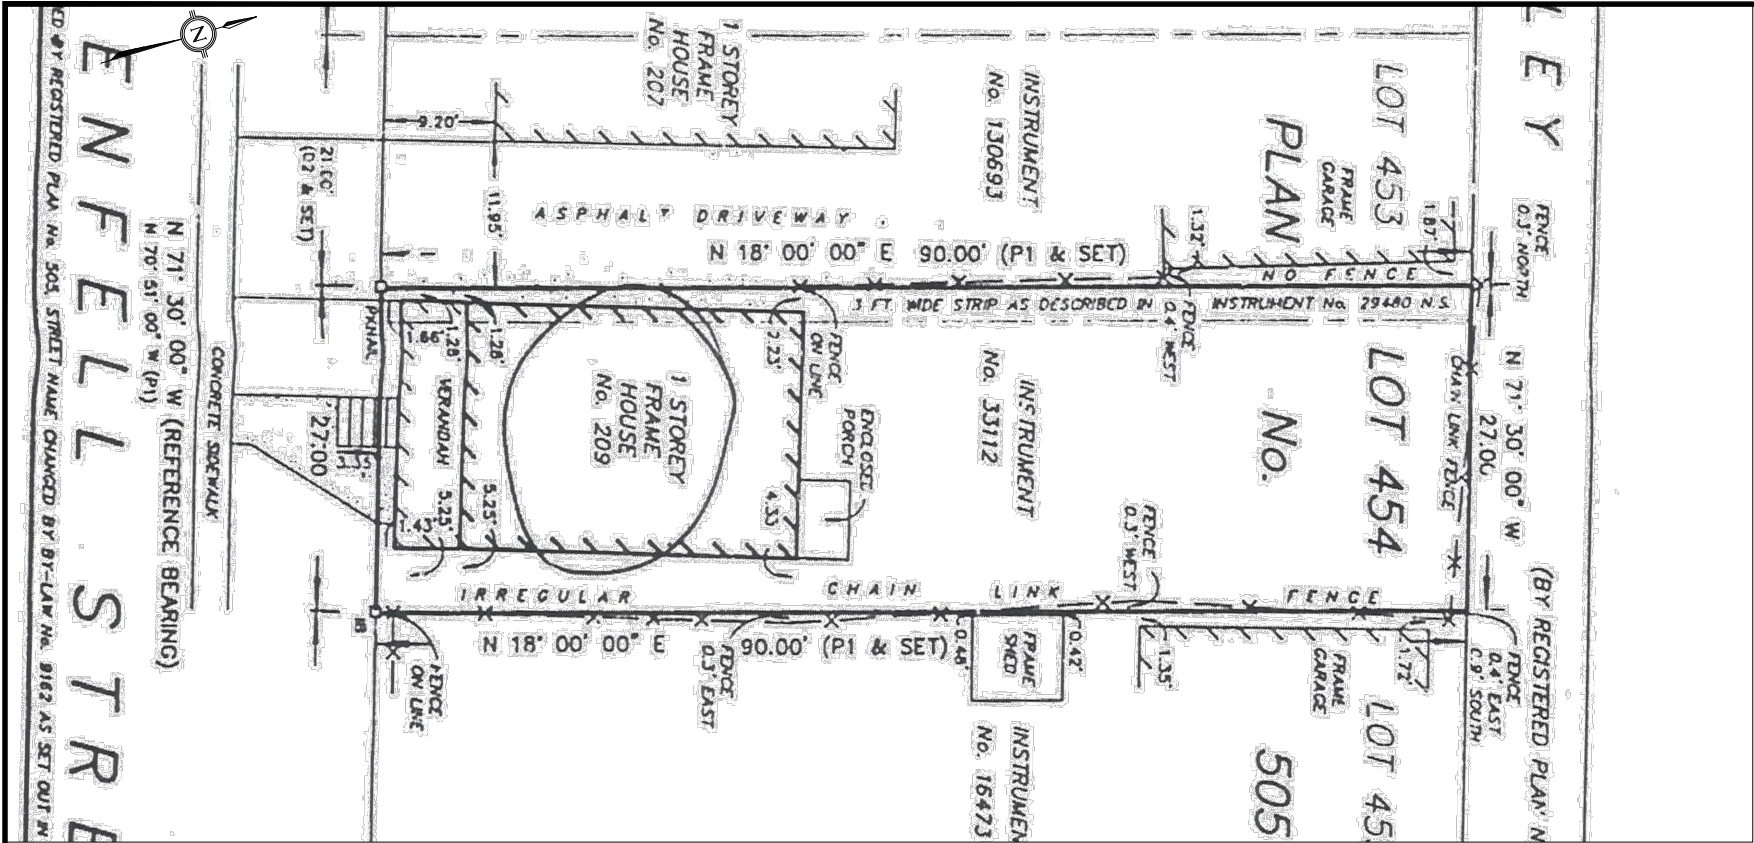 N
ENFELL STRE
ED BY REGISTERED PLAN No. 505, STREET NAME CHANGED BY BY-LAW No. 9162 AS SET OUT IN
N 71° 30' 00" W (REFERENCE BEARING)
N 70° 51' 00" W (P1)
CONCRETE SIDEWALK
21.00'
(D2 & SET)
9.20'
11.95'
1 STOREY
FRAME
HOUSE
No. 207
INSTRUMENT
No. 130693
PLAN
LOT 453
FRAME
GARAGE
LEY
ASPHALT DRIVEWAY
N 18° 00' 00" E 90.00' (P1 & SET)
1.32'
1.87'
FENCE
0.3' NORTH
NO FENCE
3 FT. WIDE STRIP AS DESCRIBED IN INSTRUMENT No. 29480 N.S.
FENCE
0.4' WEST
FENCE
ON LINE
PKNAIL
1.66'
1.28'
1.28'
2.23'
VERANDAH
1 STOREY
FRAME
HOUSE
No. 209
ENCLOSED
PORCH
INSTRUMENT
No. 33112
No.
LOT 454
CHAIN LINK FENCE
N 71° 30' 00" W
27.00
27.00
1.43'
5.25'
5.25'
4.33
FENCE
0.3' WEST
IRREGULAR CHAIN LINK FENCE
IB
N 18° 00' 00" E 90.00' (P1 & SET)
FENCE
ON LINE
FENCE
0.3' EAST
0.48'
FRAME
SHED
0.42'
1.35'
FRAME
GARAGE
1.72'
FENCE
0.4' EAST
0.9' SOUTH
(BY REGISTERED PLAN N
INSTRUMEN
No. 16473
505
LOT 45